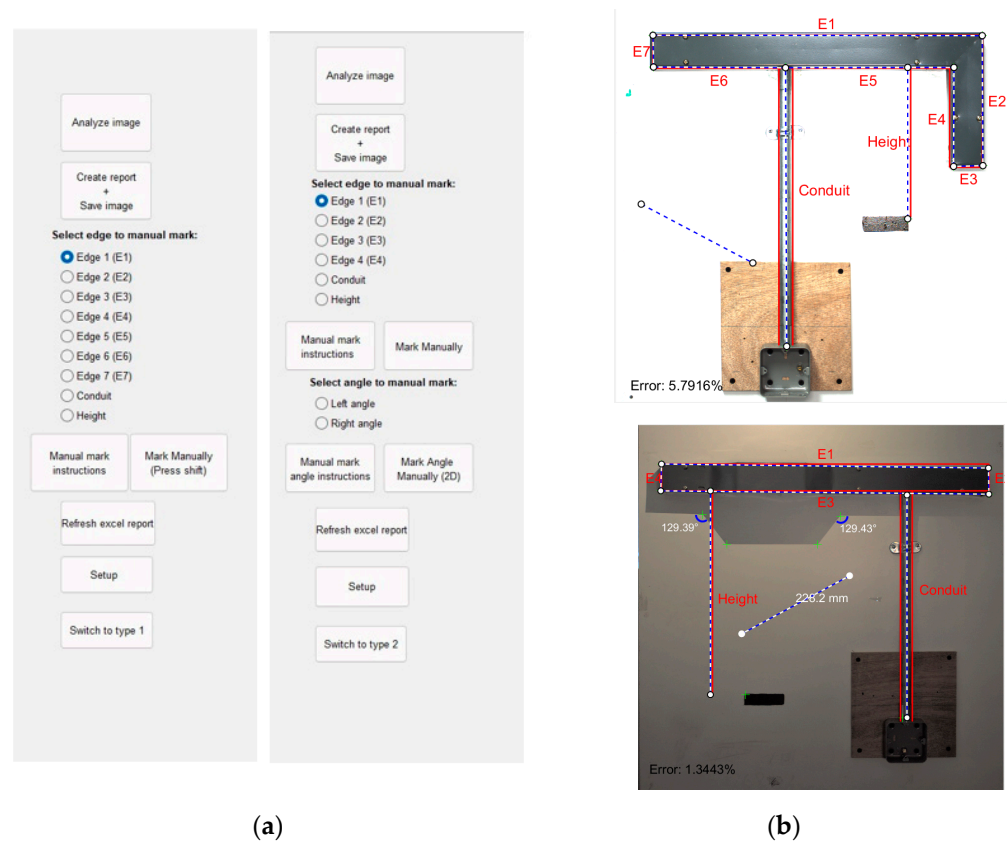 Analyze image
Create report
+
Save image
Select edge to manual mark:
Edge 1 (E1)
Edge 2 (E2)
Edge 3 (E3)
Edge 4 (E4)
Edge 5 (E5)
Edge 6 (E6)
Edge 7 (E7)
Conduit
Height
Manual mark
instructions
Mark Manually
(Press shift)
Refresh excel report
Setup
Switch to type 1
Analyze image
Create report
+
Save image
Select edge to manual mark:
Edge 1 (E1)
Edge 2 (E2)
Edge 3 (E3)
Edge 4 (E4)
Conduit
Height
Manual mark
instructions
Mark Manually
Select angle to manual mark:
Left angle
Right angle
Manual mark
angle instructions
Mark Angle
Manually (2D)
Refresh excel report
Setup
Switch to type 2
(a)
E1
E7
E6
E5
E2
E4
Height
E3
Conduit
Error: 5.7916%
E1
E3
129.39°
129.43°
Height
226.2 mm
Conduit
Error: 1.3443%
(b)